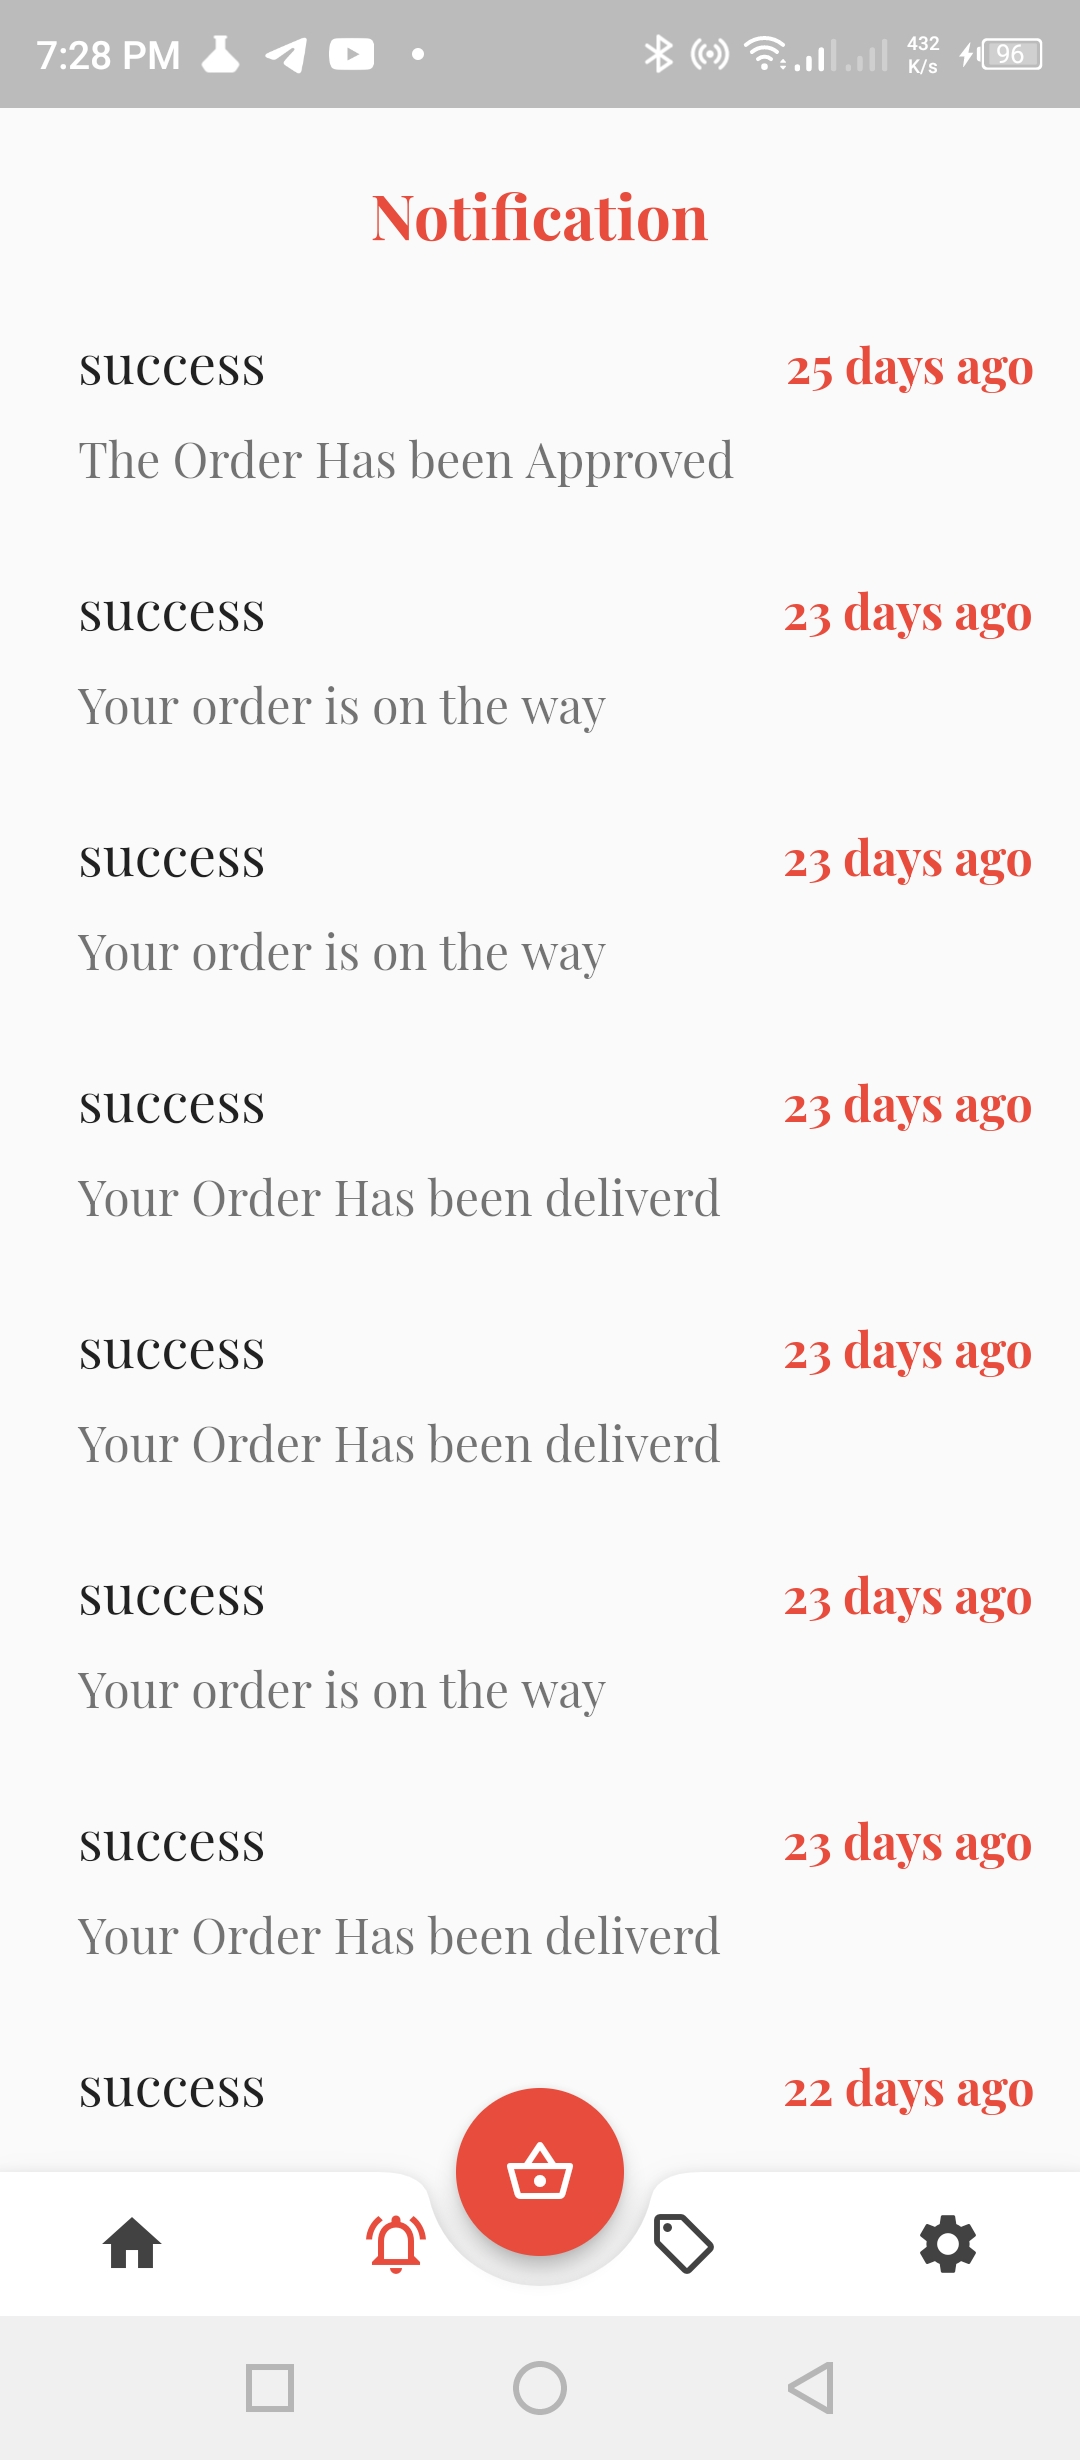 7:28 PM
432
K/s
96
Notification
success
25 days ago
The Order Has been Approved
success
23 days ago
Your order is on the way
success
23 days ago
Your order is on the way
success
23 days ago
Your Order Has been deliverd
success
23 days ago
Your Order Has been deliverd
success
23 days ago
Your order is on the way
success
23 days ago
Your Order Has been deliverd
success
22 days ago